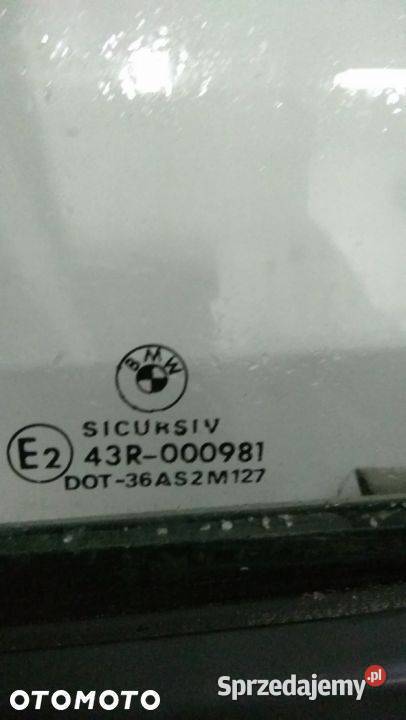 BMW
SICURSIV
E2 43R-000981
DOT-36AS2M127
OTOMOTO
Sprzedajemy.pl